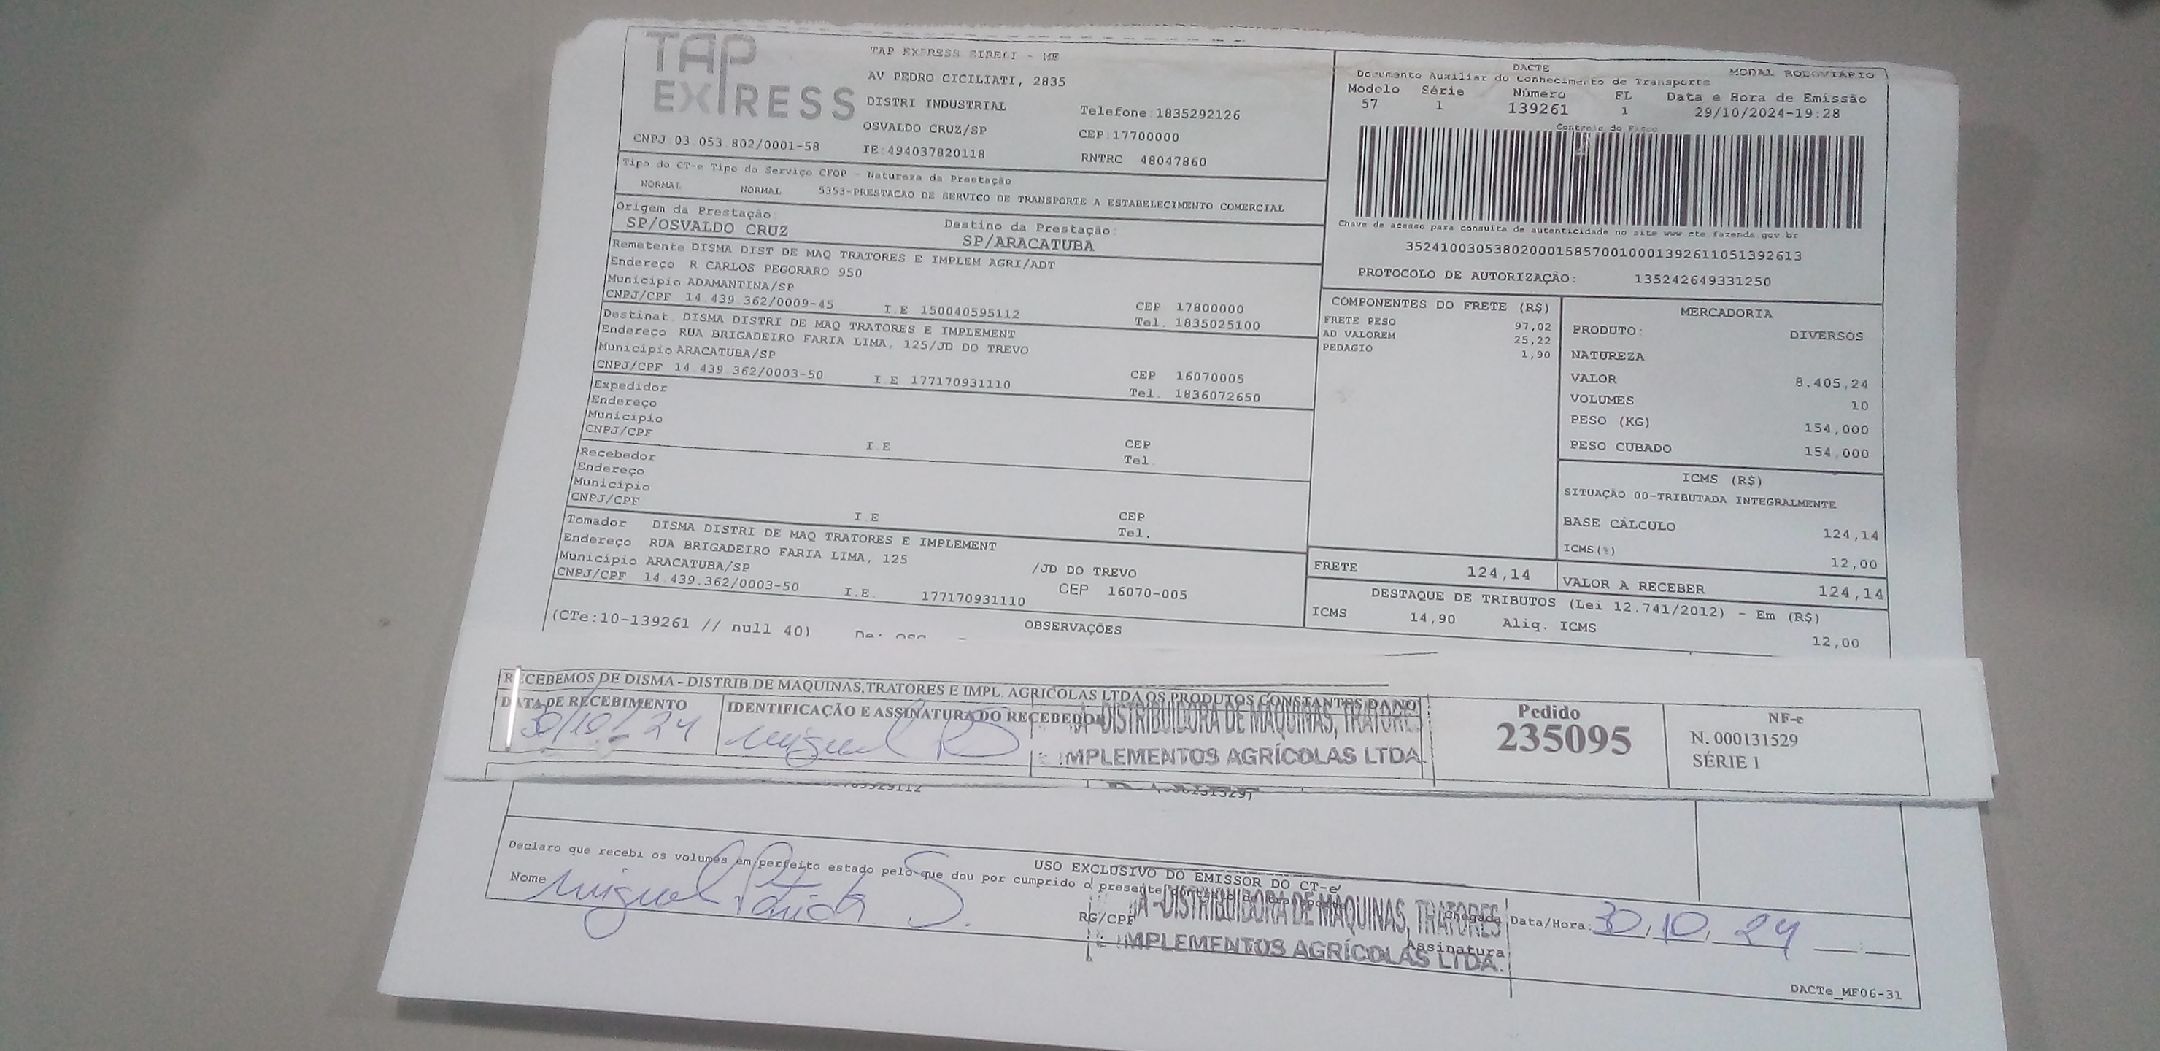 TAP EXPRESS
TAP EXPRESS EIRELI - ME
AV PEDRO CICILIATI, 2835
DISTRI INDUSTRIAL
Telefone:1835292126
OSVALDO CRUZ/SP
CEP:17700000
CNPJ 03.053.802/0001-58
IE:494037820118
RNTRC 48047860
DACTE
MODAL RODOVIARIO
Documento Auxiliar do Conhecimento de Transporte
Modelo Série Número FL Data e Hora de Emissão
57 1 139261 1 29/10/2024-19:28
Controle do Fisco
Chave de acesso para consulta de autenticidade no site www.cte.fazenda.gov.br
35241003053802000158570010001392611051392613
PROTOCOLO DE AUTORIZAÇÃO: 135242649331250
Tipo do CT-e Tipo do Serviço CFOP - Natureza da Prestação
NORMAL NORMAL 5353-PRESTACAO DE SERVICO DE TRANSPORTE A ESTABELECIMENTO COMERCIAL
Origem da Prestação: Destino da Prestação:
SP/OSVALDO CRUZ SP/ARACATUBA
Remetente DISMA DIST DE MAQ TRATORES E IMPLEM AGRI/ADT
Endereço R CARLOS PEGORARO 950
Município ADAMANTINA/SP CEP 17800000
CNPJ/CPF 14.439.362/0009-45 I.E 150040595112 Tel. 1835025100
Destinat. DISMA DISTRI DE MAQ TRATORES E IMPLEMENT
Endereço RUA BRIGADEIRO FARIA LIMA, 125/JD DO TREVO
Município ARACATUBA/SP CEP 16070005
CNPJ/CPF 14.439.362/0003-50 I.E 177170931110 Tel. 1836072650
Expedidor
Endereço
Município CEP
CNPJ/CPF I.E Tel.
Recebedor
Endereço
Município CEP
CNPJ/CPF I.E Tel.
Tomador DISMA DISTRI DE MAQ TRATORES E IMPLEMENT
Endereço RUA BRIGADEIRO FARIA LIMA, 125 /JD DO TREVO
Município ARACATUBA/SP CEP 16070-005
CNPJ/CPF 14.439.362/0003-50 I.E. 177170931110
COMPONENTES DO FRETE (R$)
FRETE PESO 97,02
AD VALOREM 25,22
PEDAGIO 1,90
MERCADORIA
PRODUTO: DIVERSOS
NATUREZA
VALOR 8.405,24
VOLUMES 10
PESO (KG) 154,000
PESO CUBADO 154,000
ICMS (R$)
SITUAÇÃO 00-TRIBUTADA INTEGRALMENTE
BASE CÁLCULO 124,14
ICMS(%) 12,00
FRETE 124,14
VALOR A RECEBER 124,14
DESTAQUE DE TRIBUTOS (Lei 12.741/2012) - Em (R$)
ICMS 14,90 Aliq. ICMS 12,00
OBSERVAÇÕES
(CTe:10-139261 // null 40)
RECEBEMOS DE DISMA - DISTRIB.DE MAQUINAS,TRATORES E IMPL. AGRICOLAS LTDA OS PRODUTOS CONSTANTES DA NO
DATA DE RECEBIMENTO IDENTIFICAÇÃO E ASSINATURA DO RECEBEDOR
30/10/24 Miguel
A-DISTRIBUIDORA DE MÁQUINAS, TRATORES
IMPLEMENTOS AGRÍCOLAS LTDA
Pedido
235095
NF-e
N. 000131529
SÉRIE 1
USO EXCLUSIVO DO EMISSOR DO CT-e
Declaro que recebi os volumes em perfeito estado pelo que dou por cumprido o presente
Nome Miguel S.
RG/CPF
A-DISTRIBUIDORA DE MÁQUINAS, TRATORES
IMPLEMENTOS AGRÍCOLAS LTDA.
Assinatura
Chegada Data/Hora: 30,10,24
DACTe_MF06-31